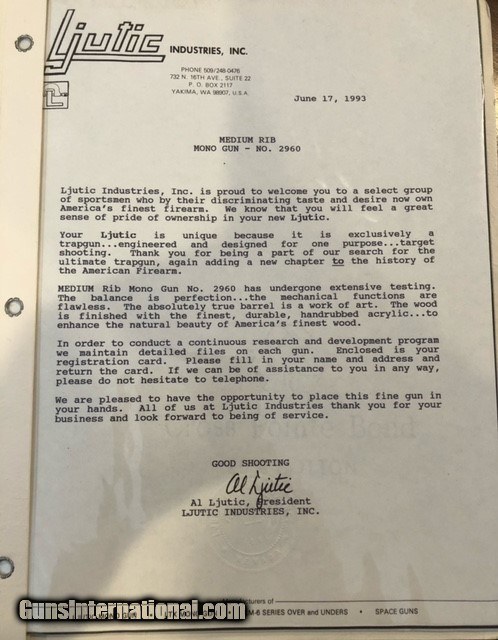 Ljutic INDUSTRIES, INC.
PHONE 509/248-0476
732 N. 16TH AVE., SUITE 22
P. O. BOX 2117
YAKIMA, WA 98907, U.S.A.
June 17, 1993
MEDIUM RIB
MONO GUN - NO. 2960
Ljutic Industries, Inc. is proud to welcome you to a select group
of sportsmen who by their discriminating taste and desire now own
America's finest firearm. We know that you will feel a great
sense of pride of ownership in your new Ljutic.
Your Ljutic is unique because it is exclusively a
trapgun...engineered and designed for one purpose...target
shooting. Thank you for being a part of our search for the
ultimate trapgun, again adding a new chapter to the history of
the American Firearm.
MEDIUM Rib Mono Gun No. 2960 has undergone extensive testing.
The balance is perfection...the mechanical functions are
flawless. The absolutely true barrel is a work of art. The wood
is finished with the finest, durable, handrubbed acrylic...to
enhance the natural beauty of America's finest wood.
In order to conduct a continuous research and development program
we maintain detailed files on each gun. Enclosed is your
registration card. Please fill in your name and address and
return the card. If we can be of assistance to you in any way,
please do not hesitate to telephone.
We are pleased to have the opportunity to place this fine gun in
your hands. All of us at Ljutic Industries thank you for your
business and look forward to being of service.
GOOD SHOOTING
Al Ljutic
Al Ljutic, President
LJUTIC INDUSTRIES, INC.
of
SERIES OVER and UNDERS • SPACE GUNS
GunsInternational.com